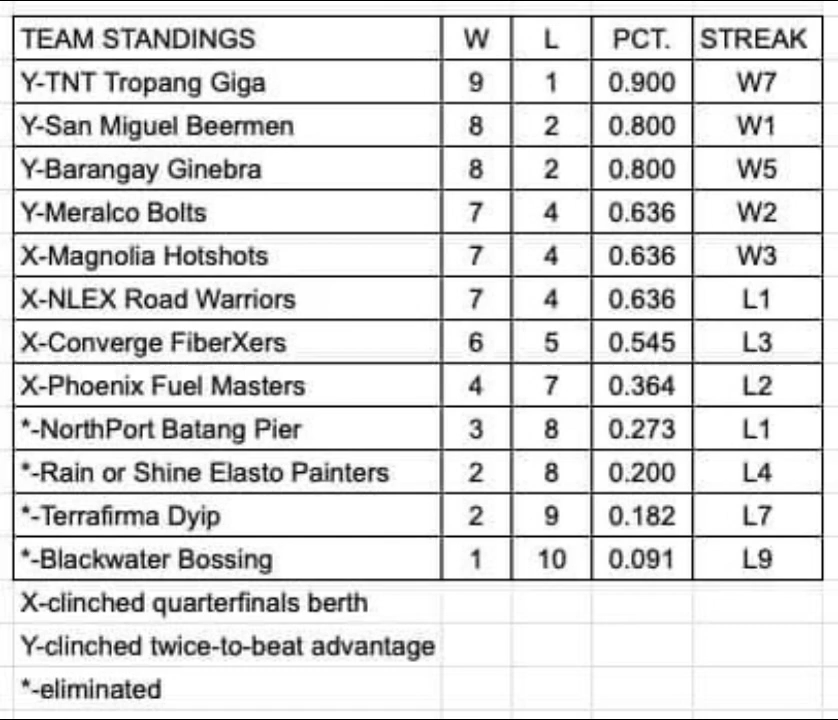 TEAM STANDINGS W L PCT. STREAK
Y-TNT Tropang Giga 9 1 0.900 W7
Y-San Miguel Beermen 8 2 0.800 W1
Y-Barangay Ginebra 8 2 0.800 W5
Y-Meralco Bolts 7 4 0.636 W2
X-Magnolia Hotshots 7 4 0.636 W3
X-NLEX Road Warriors 7 4 0.636 L1
X-Converge FiberXers 6 5 0.545 L3
X-Phoenix Fuel Masters 4 7 0.364 L2
*-NorthPort Batang Pier 3 8 0.273 L1
*-Rain or Shine Elasto Painters 2 8 0.200 L4
*-Terrafirma Dyip 2 9 0.182 L7
*-Blackwater Bossing 1 10 0.091 L9
X-clinched quarterfinals berth
Y-clinched twice-to-beat advantage
*-eliminated